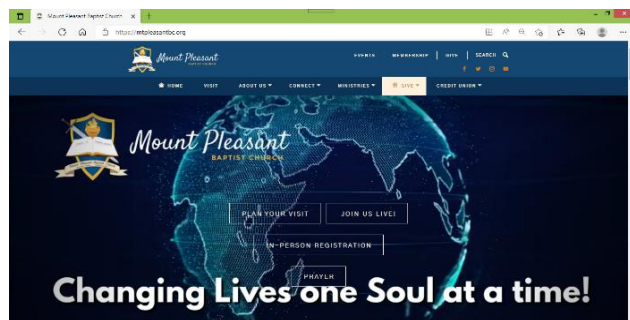 Mount Pleasant Baptist Church
https://mtpleasantbc.org
Mount Pleasant
BAPTIST CHURCH
EVENTS MEMBERSHIP GIVE SEARCH
HOME VISIT ABOUT US CONNECT MINISTRIES GIVE CREDIT UNION
Mount Pleasant
BAPTIST CHURCH
PLAN YOUR VISIT JOIN US LIVE!
IN-PERSON REGISTRATION
PRAYER
Changing Lives one Soul at a time!